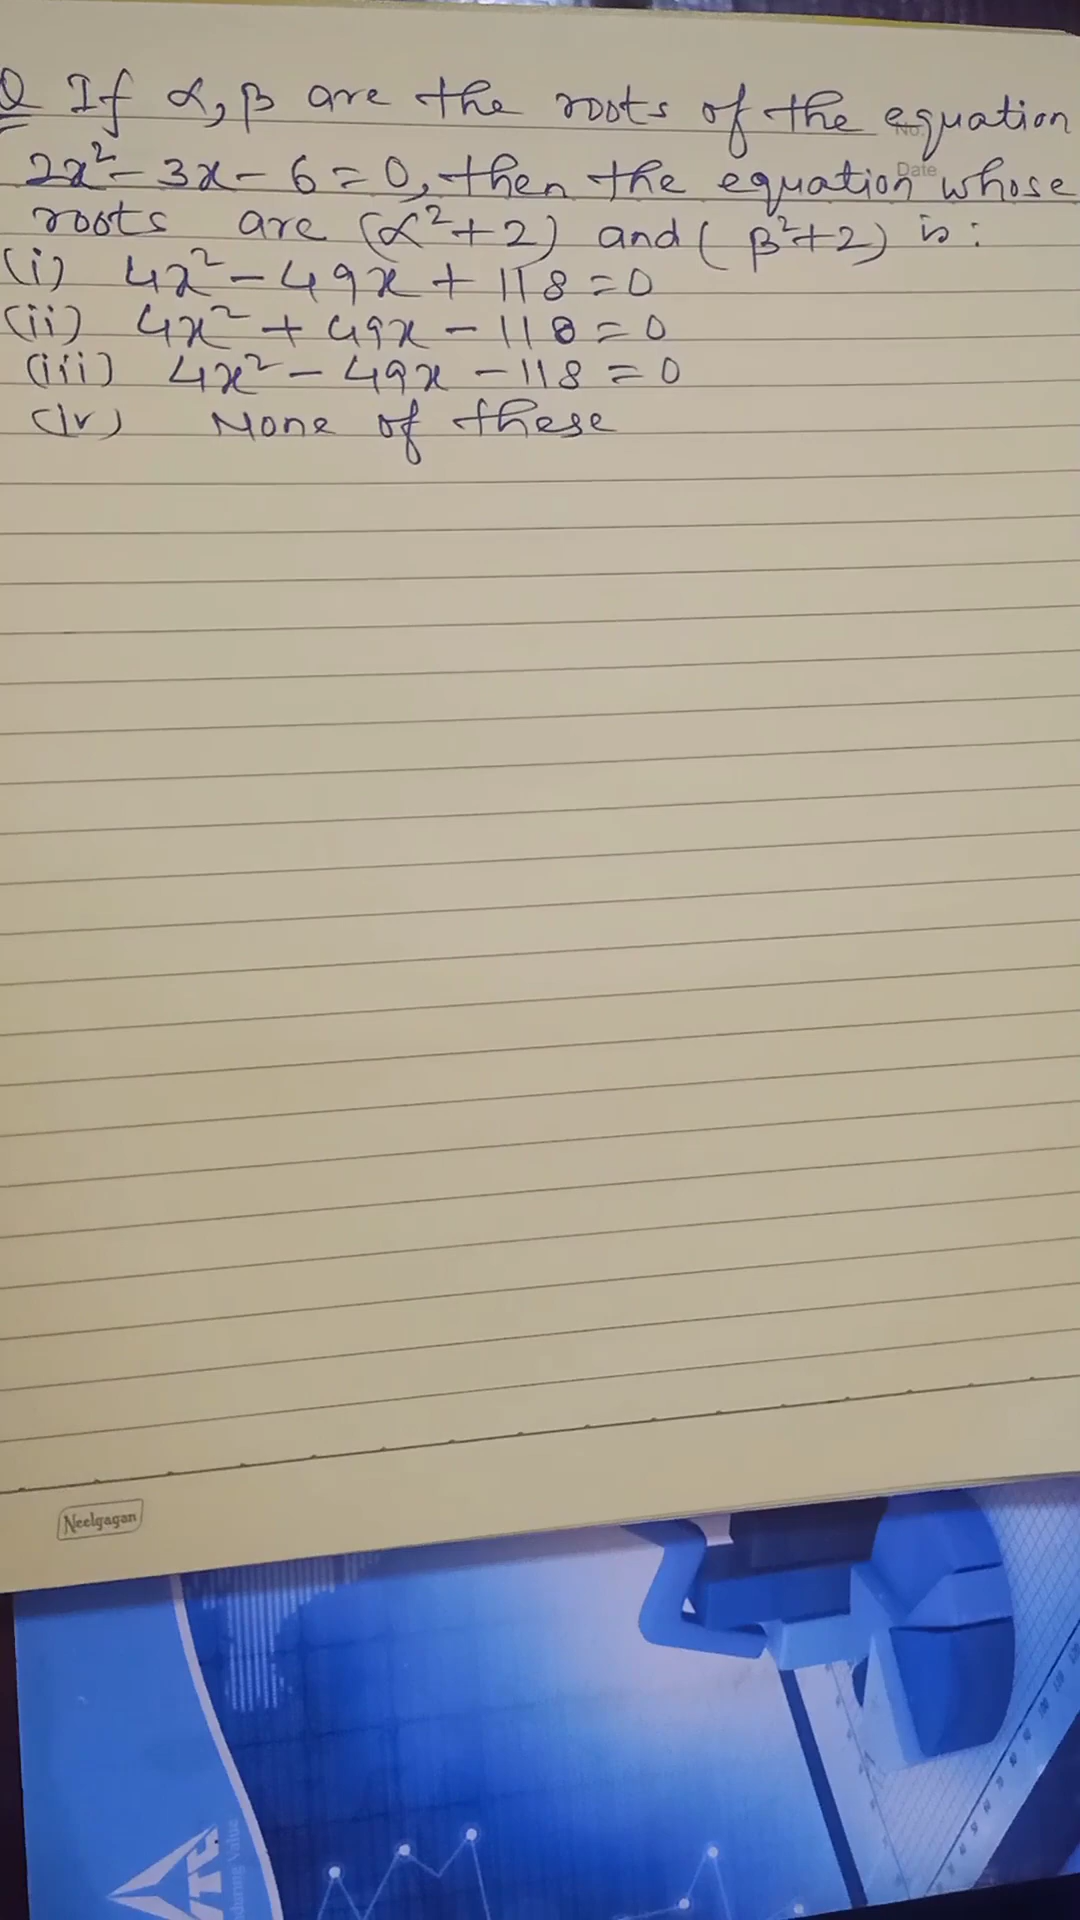 Q If α, β are the roots of the equation
No.
2x² - 3x - 6 = 0, then the equation whose
Date
roots are (α² + 2) and (β² + 2) is:
(i) 4x² - 49x + 118 = 0
(ii) 4x² + 49x - 118 = 0
(iii) 4x² - 49x - 118 = 0
(iv) None of these
Neelgagan